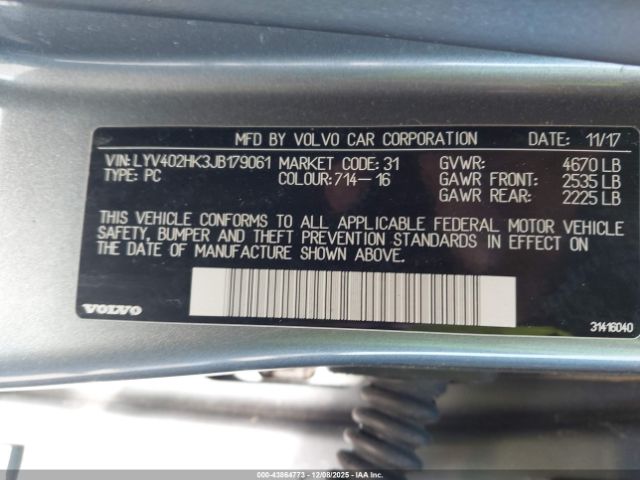 MFD BY VOLVO CAR CORPORATION DATE: 11/17
VIN: LYV402HK3JB179061 MARKET CODE: 31 GVWR: 4670 LB
TYPE: PC COLOUR: 714-16 GAWR FRONT: 2535 LB
GAWR REAR: 2225 LB
THIS VEHICLE CONFORMS TO ALL APPLICABLE FEDERAL MOTOR VEHICLE
SAFETY, BUMPER AND THEFT PREVENTION STANDARDS IN EFFECT ON
THE DATE OF MANUFACTURE SHOWN ABOVE.
VOLVO 31416040
000-43864773 - 12/08/2025 - IAAI.com